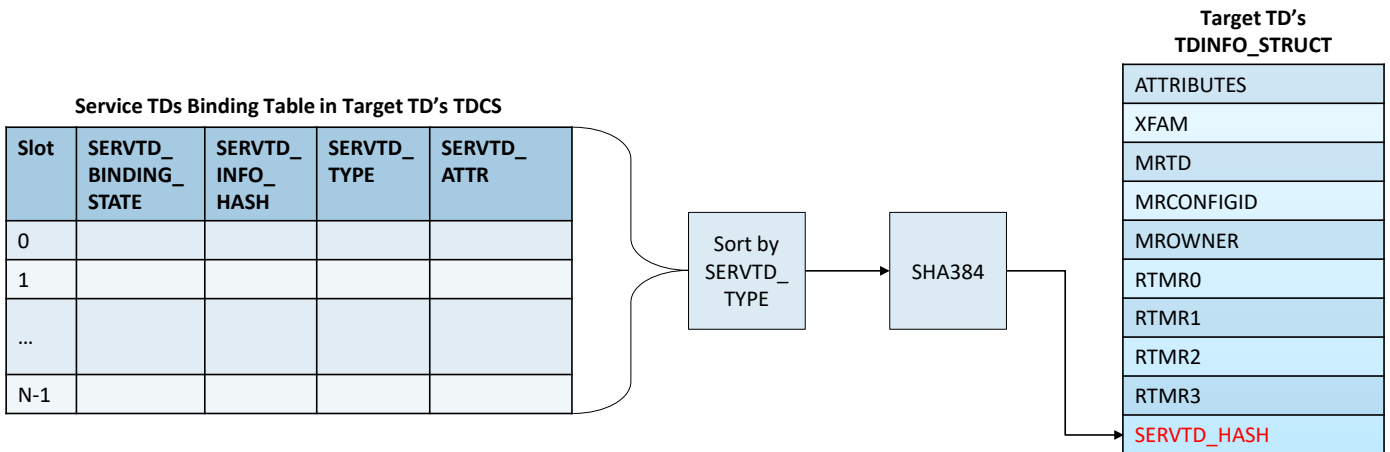 Target TD's
TDINFO_STRUCT
Service TDs Binding Table in Target TD's TDCS
Slot
SERVTD_
BINDING_
STATE
SERVTD_
INFO_
HASH
SERVTD_
TYPE
SERVTD_
ATTR
0
1
...
N-1
Sort by
SERVTD_
TYPE
SHA384
ATTRIBUTES
XFAM
MRTD
MRCONFIGID
MROWNER
RTMR0
RTMR1
RTMR2
RTMR3
SERVTD_HASH